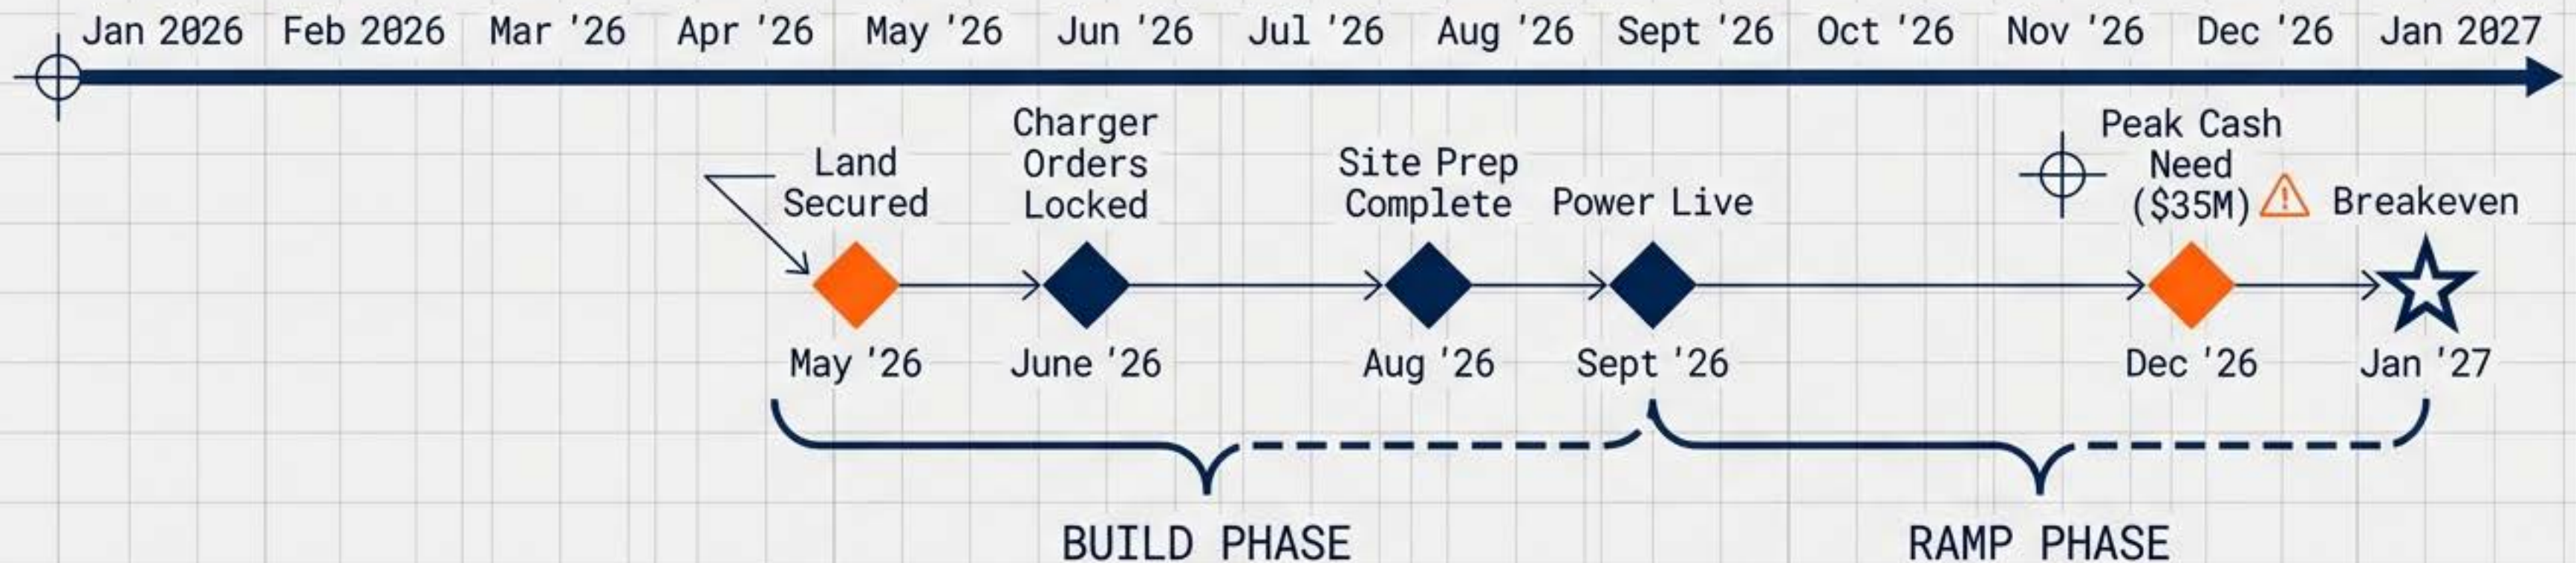 Jan 2026 Feb 2026 Mar '26 Apr '26 May '26 Jun '26 Jul '26 Aug '26 Sept '26 Oct '26 Nov '26 Dec '26 Jan 2027
Land
Secured
May '26
Charger
Orders
Locked
June '26
Site Prep
Complete
Aug '26
Power Live
Sept '26
Peak Cash
Need
($35M)
Dec '26
Breakeven
Jan '27
BUILD PHASE
RAMP PHASE